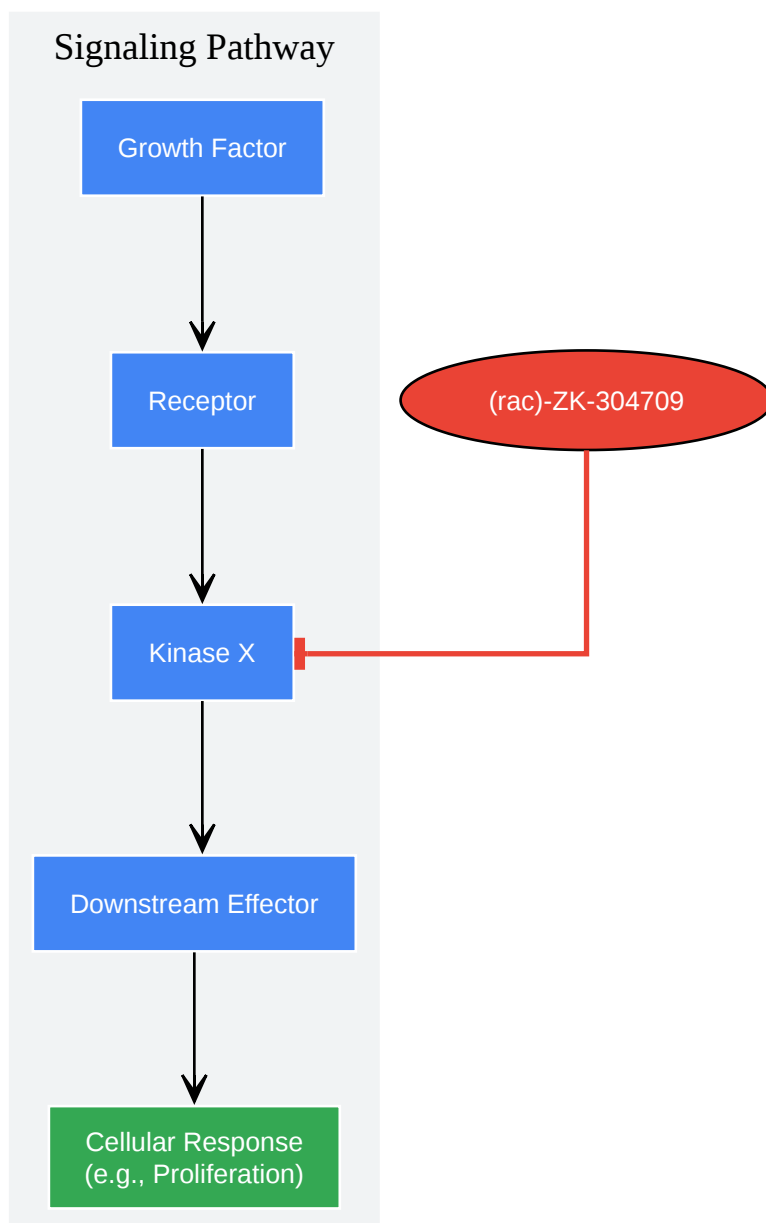 Signaling Pathway
Growth Factor
Receptor
(rac)-ZK-304709
Kinase X
Downstream Effector
Cellular Response
(e.g., Proliferation)